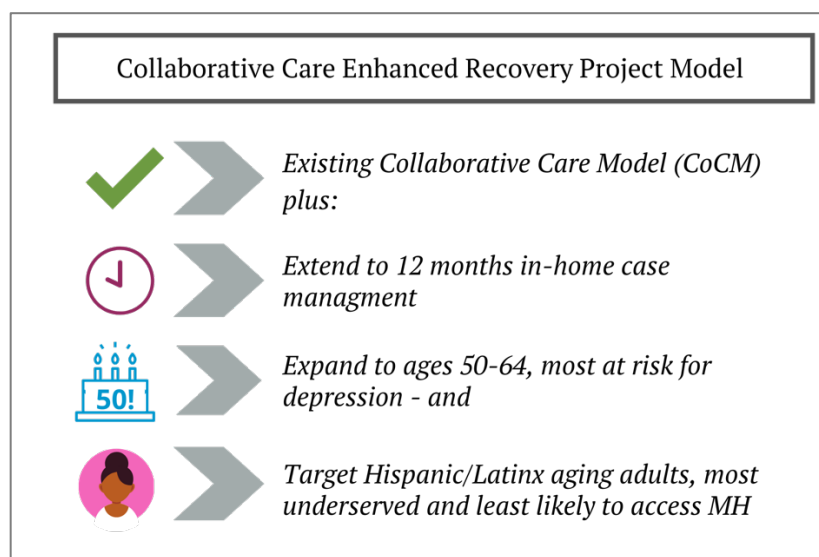 Collaborative Care Enhanced Recovery Project Model
Existing Collaborative Care Model (CoCM)
plus:
Extend to 12 months in-home case
managment
50!
Expand to ages 50-64, most at risk for
depression - and
Target Hispanic/Latinx aging adults, most
underserved and least likely to access MH